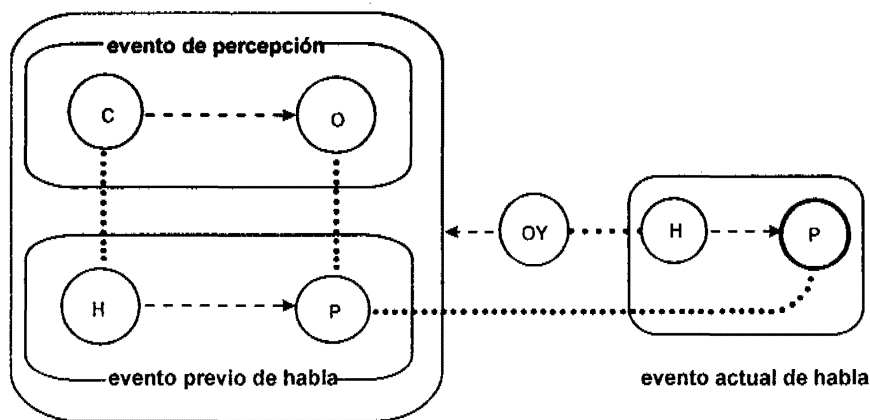 evento de percepción
C
O
OY
H
P
H
P
evento previo de habla
evento actual de habla